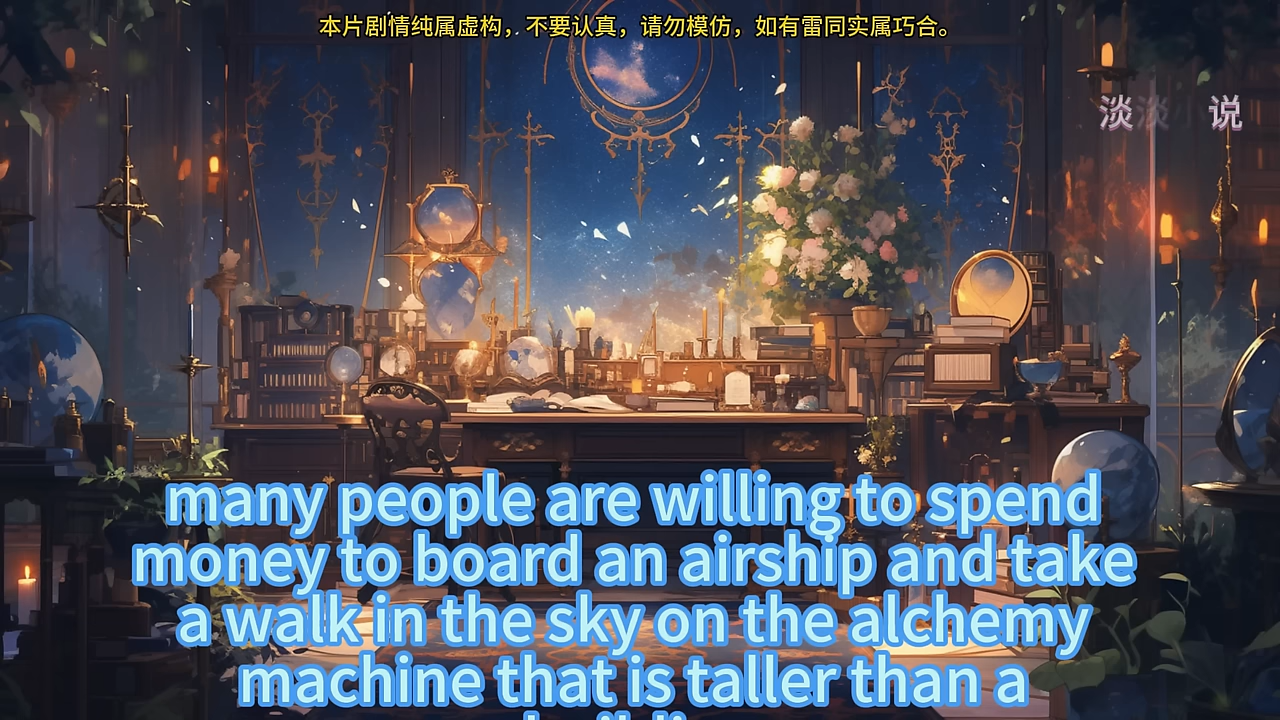 本片剧情纯属虚构，不要认真，请勿模仿，如有雷同实属巧合。
淡淡小说
many people are willing to spend
money to board an airship and take
a walk in the sky on the alchemy
machine that is taller than a